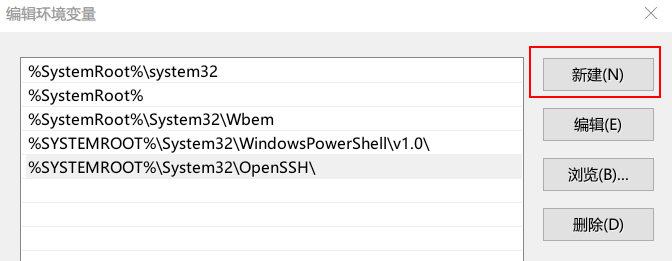 编辑环境变量
%SystemRoot%\system32
%SystemRoot%
%SystemRoot%\System32\Wbem
%SYSTEMROOT%\System32\WindowsPowerShell\v1.0\
%SYSTEMROOT%\System32\OpenSSH\
新建(N)
编辑(E)
浏览(B)...
删除(D)